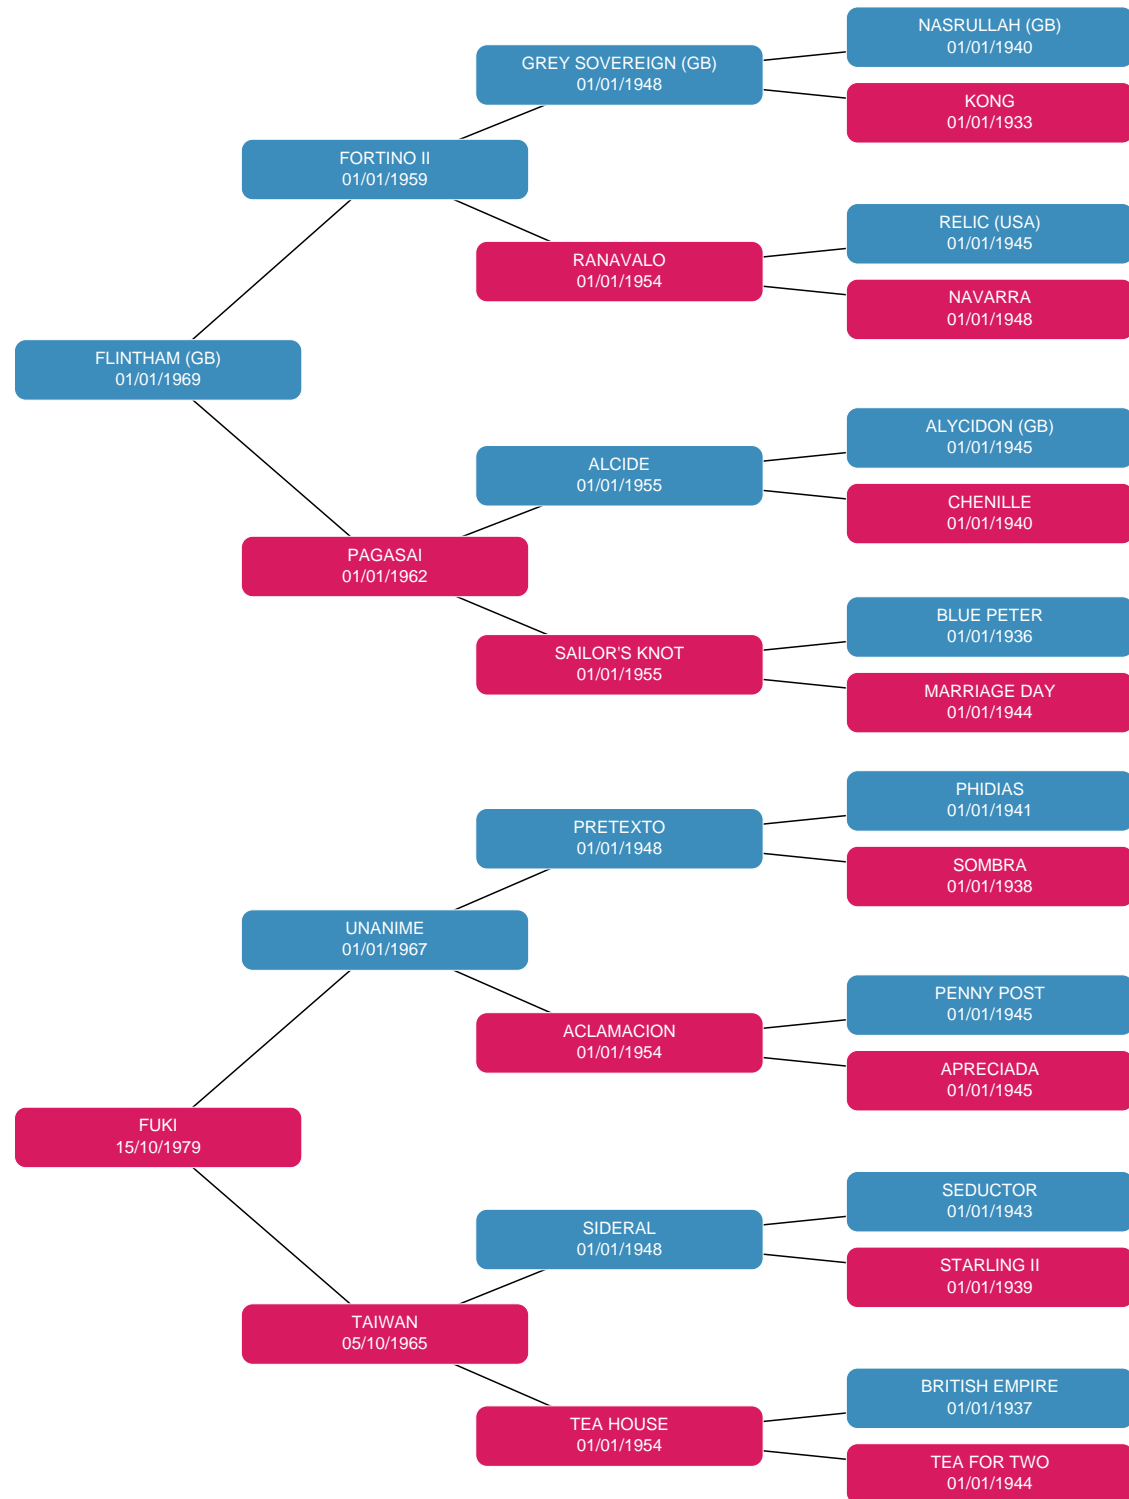 NASRULLAH (GB)
01/01/1940
GREY SOVEREIGN (GB)
01/01/1948
KONG
01/01/1933
FORTINO II
01/01/1959
RELIC (USA)
01/01/1945
RANAVALO
01/01/1954
NAVARRA
01/01/1948
FLINTHAM (GB)
01/01/1969
ALYCIDON (GB)
01/01/1945
ALCIDE
01/01/1955
CHENILLE
01/01/1940
PAGASAI
01/01/1962
BLUE PETER
01/01/1936
SAILOR'S KNOT
01/01/1955
MARRIAGE DAY
01/01/1944
PHIDIAS
01/01/1941
PRETEXTO
01/01/1948
SOMBRA
01/01/1938
UNANIME
01/01/1967
PENNY POST
01/01/1945
ACLAMACION
01/01/1954
APRECIADA
01/01/1945
FUKI
15/10/1979
SEDUCTOR
01/01/1943
SIDERAL
01/01/1948
STARLING II
01/01/1939
TAIWAN
05/10/1965
BRITISH EMPIRE
01/01/1937
TEA HOUSE
01/01/1954
TEA FOR TWO
01/01/1944